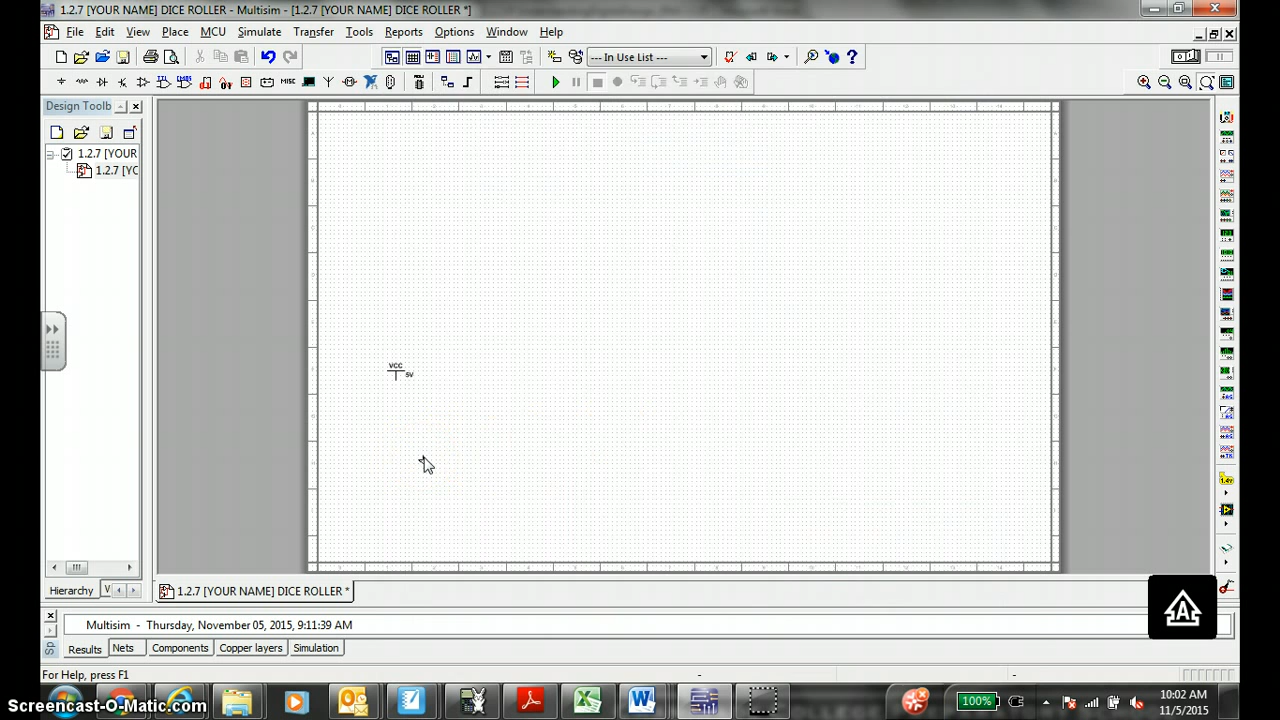 1.2.7 [YOUR NAME] DICE ROLLER - Multisim - [1.2.7 [YOUR NAME] DICE ROLLER *]
File Edit View Place MCU Simulate Transfer Tools Reports Options Window Help
--- In Use List ---
MISC
Design Toolb
1.2.7 [YOUR
1.2.7 [YC
VCC
5V
1.4v
Hierarchy V
1.2.7 [YOUR NAME] DICE ROLLER *
A
Multisim - Thursday, November 05, 2015, 9:11:39 AM
Results Nets Components Copper layers Simulation
For Help, press F1
- -
100%
10:02 AM
11/5/2015
Screencast-O-Matic.com